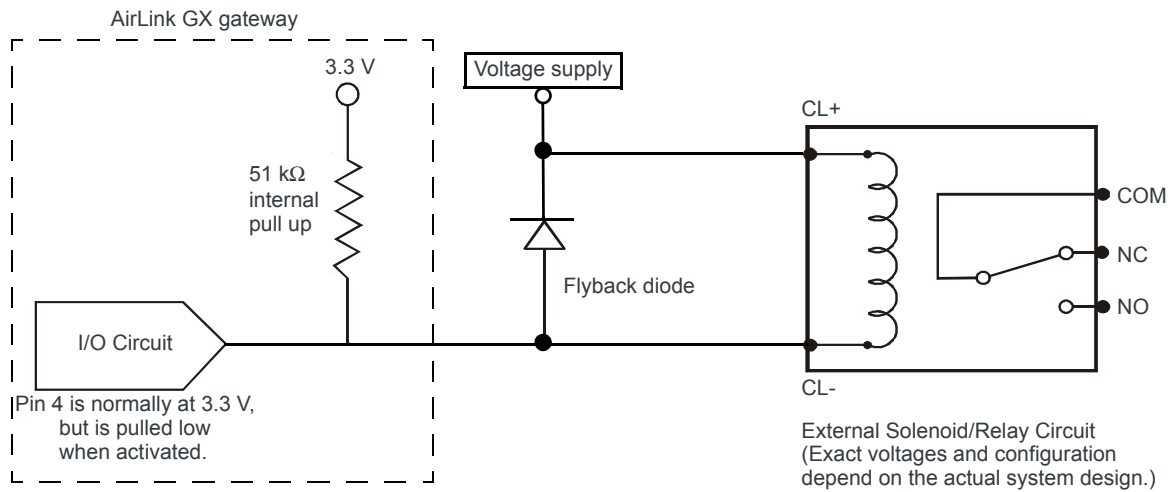 AirLink GX gateway
3.3 V
Voltage supply
CL+
51 kΩ
internal
pull up
COM
NC
NO
Flyback diode
I/O Circuit
CL-
Pin 4 is normally at 3.3 V,
but is pulled low
when activated.
External Solenoid/Relay Circuit
(Exact voltages and configuration
depend on the actual system design.)